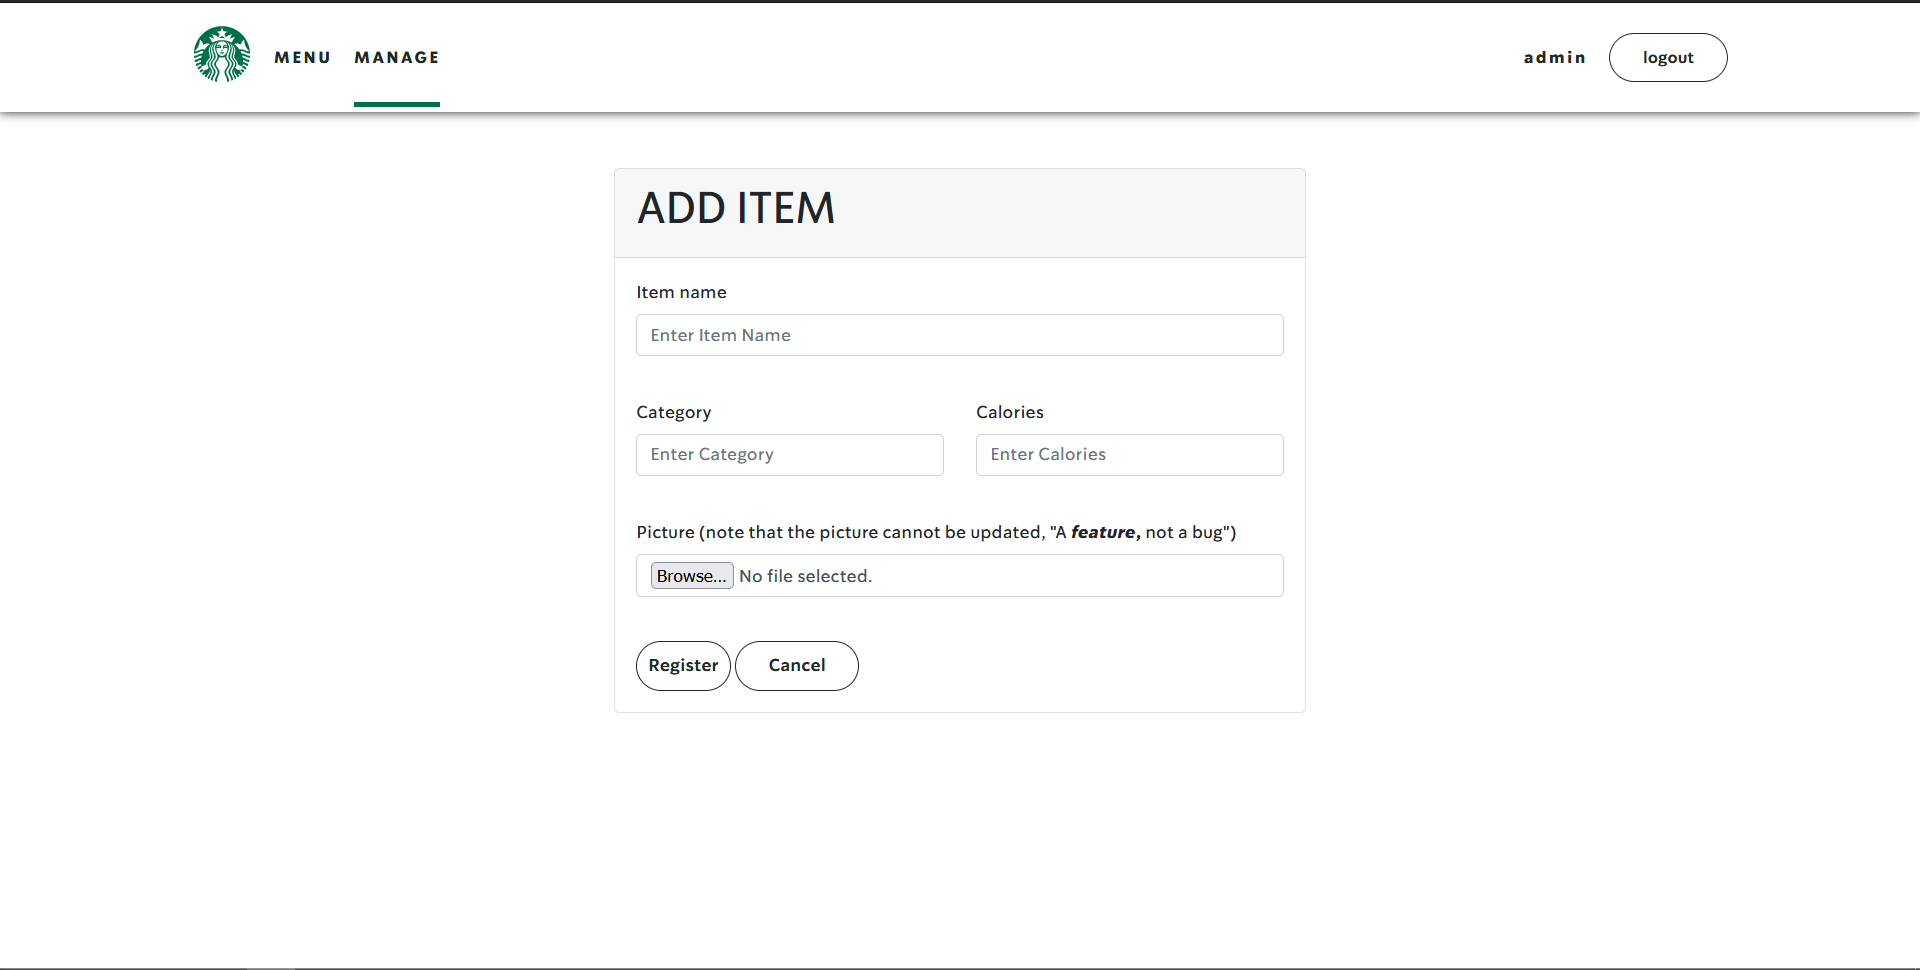 MENU MANAGE admin logout
ADD ITEM
Item name
Enter Item Name
Category Calories
Enter Category Enter Calories
Picture (note that the picture cannot be updated, "A feature, not a bug")
Browse... No file selected.
Register Cancel